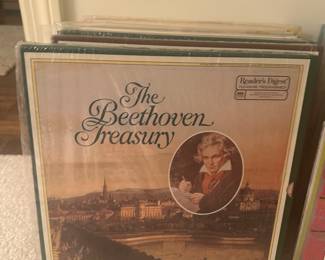 The
Beethoven
Treasury
Reader's Digest